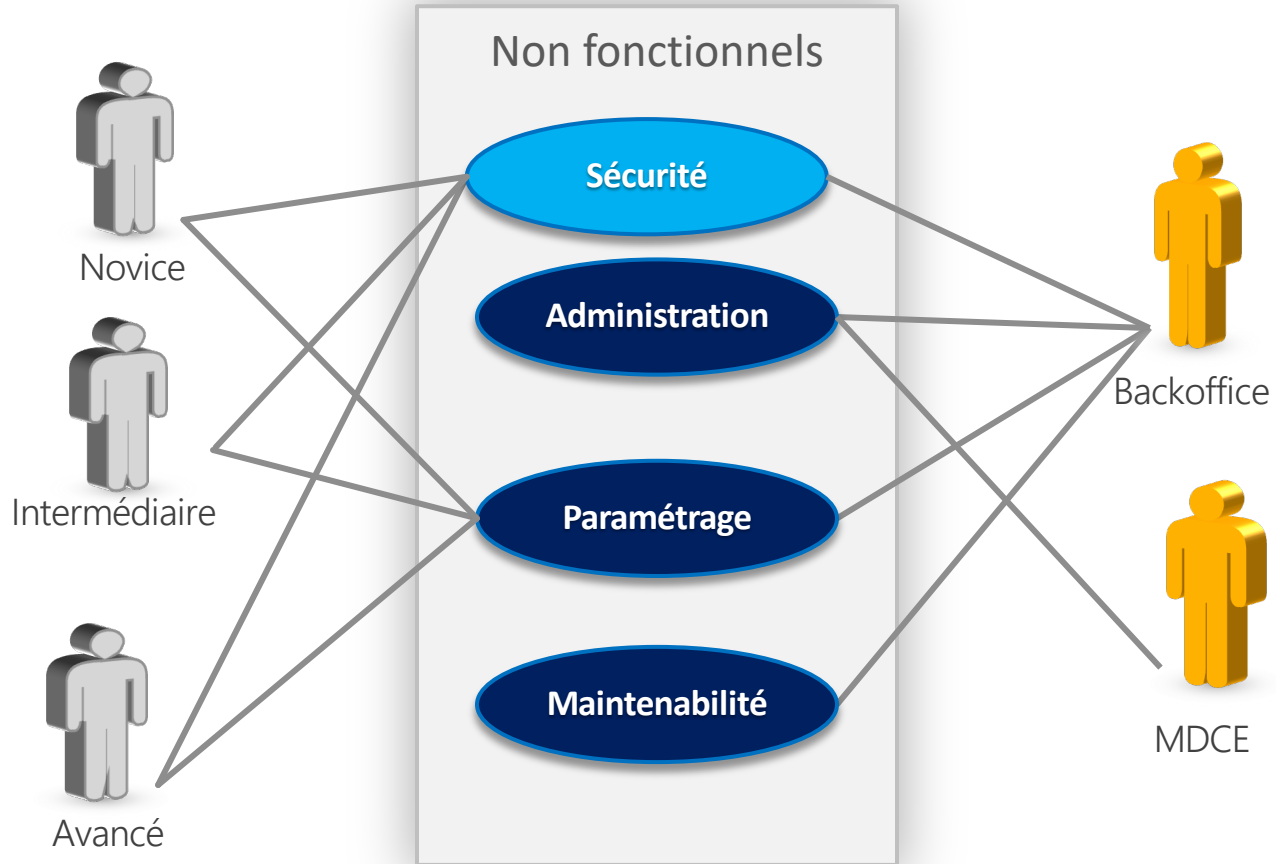 Non fonctionnels
Sécurité
Administration
Paramétrage
Maintenabilité
Novice
Intermédiaire
Avancé
Backoffice
MDCE